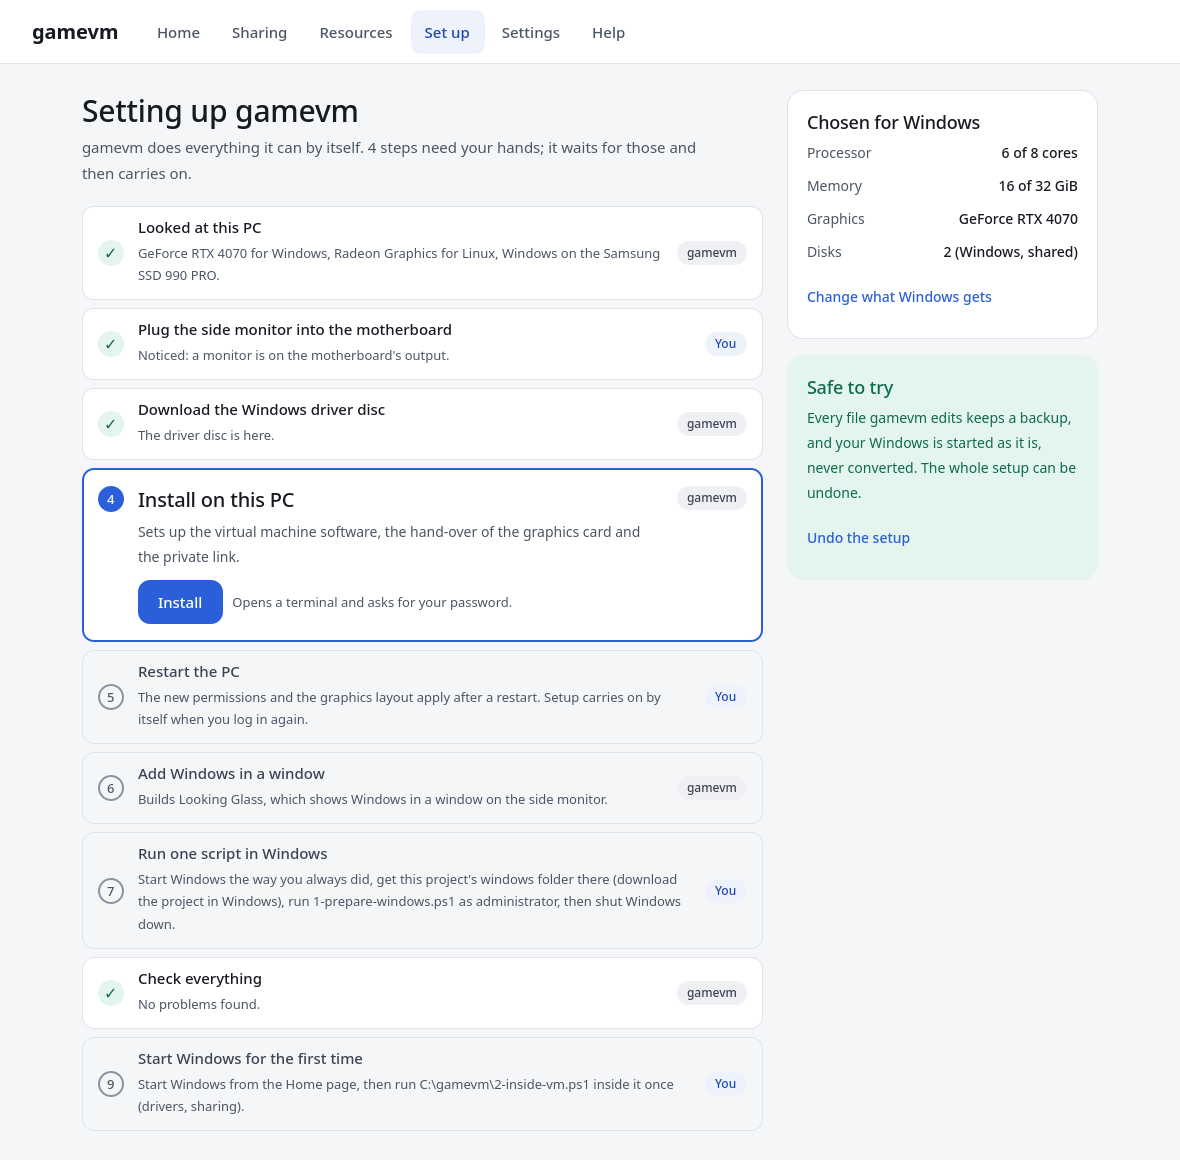 gamevm
Home
Sharing
Resources
Set up
Settings
Help
Setting up gamevm
gamevm does everything it can by itself. 4 steps need your hands; it waits for those and
then carries on.
✓
Looked at this PC
GeForce RTX 4070 for Windows, Radeon Graphics for Linux, Windows on the Samsung
SSD 990 PRO.
gamevm
✓
Plug the side monitor into the motherboard
Noticed: a monitor is on the motherboard's output.
You
✓
Download the Windows driver disc
The driver disc is here.
gamevm
4
Install on this PC
gamevm
Sets up the virtual machine software, the hand-over of the graphics card and
the private link.
Install
Opens a terminal and asks for your password.
5
Restart the PC
The new permissions and the graphics layout apply after a restart. Setup carries on by
itself when you log in again.
You
6
Add Windows in a window
Builds Looking Glass, which shows Windows in a window on the side monitor.
gamevm
7
Run one script in Windows
Start Windows the way you always did, get this project's windows folder there (download
the project in Windows), run 1-prepare-windows.ps1 as administrator, then shut Windows
down.
You
✓
Check everything
No problems found.
gamevm
9
Start Windows for the first time
Start Windows from the Home page, then run C:\gamevm\2-inside-vm.ps1 inside it once
(drivers, sharing).
You
Chosen for Windows
Processor 6 of 8 cores
Memory 16 of 32 GiB
Graphics GeForce RTX 4070
Disks 2 (Windows, shared)
Change what Windows gets
Safe to try
Every file gamevm edits keeps a backup,
and your Windows is started as it is,
never converted. The whole setup can be
undone.
Undo the setup